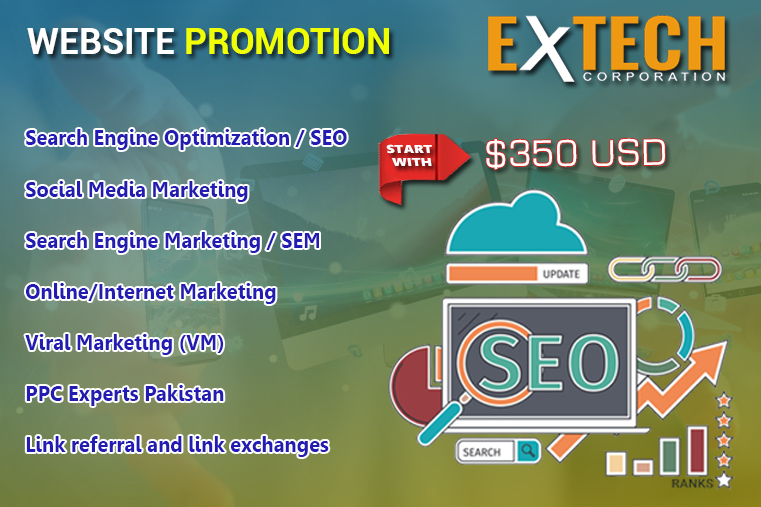 WEBSITE PROMOTION
EXTECH
CORPORATION
Search Engine Optimization / SEO
START
WITH
$350 USD
Social Media Marketing
Search Engine Marketing / SEM
Online/Internet Marketing
Viral Marketing (VM)
PPC Experts Pakistan
Link referral and link exchanges
UPDATE
SEO
SEARCH
RANKS